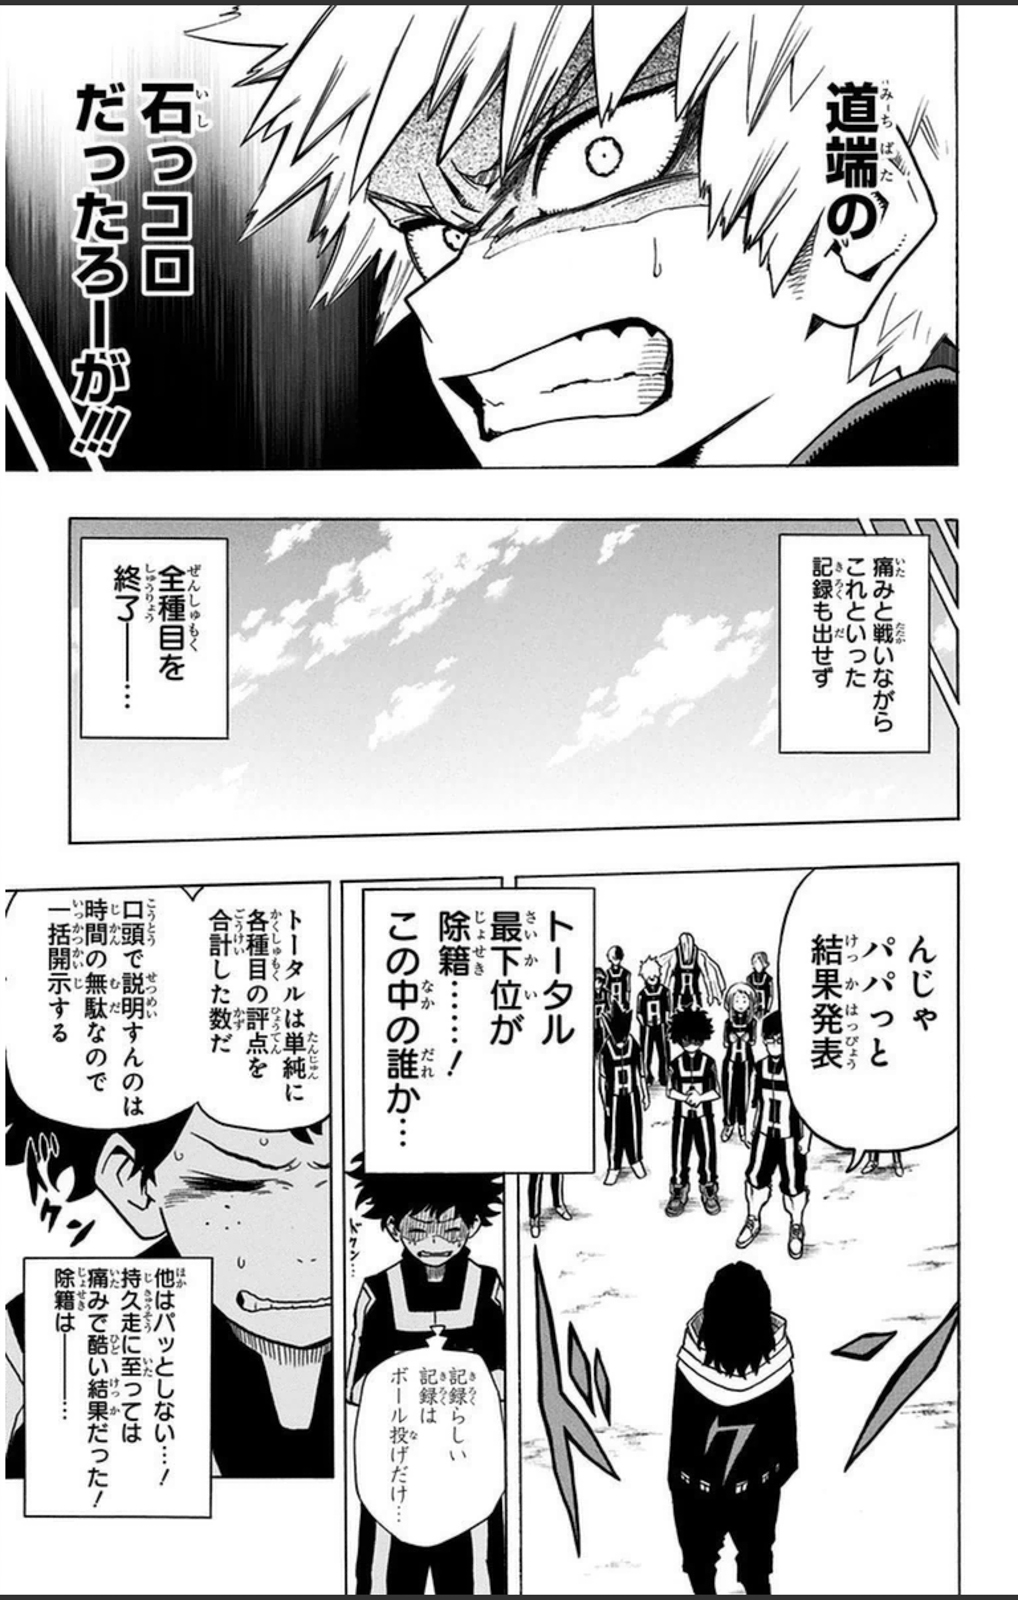 道端の
石っコロ
だったろーが!!!
痛みと戦いながら
これといった
記録も出せず
全種目を
終了――…
んじゃ
パパっと
結果発表
トータル
最下位が
除籍……!
この中の誰か…
トータルは単純に
各種目の評点を
合計した数だ
口頭で説明すんのは
時間の無駄なので
一括開示する
ドクン…
記録らしい
記録は
ボール投げだけ…
ドクン
他はパッとしない…!
持久走に至っては
痛みで酷い結果だった!
除籍は――……